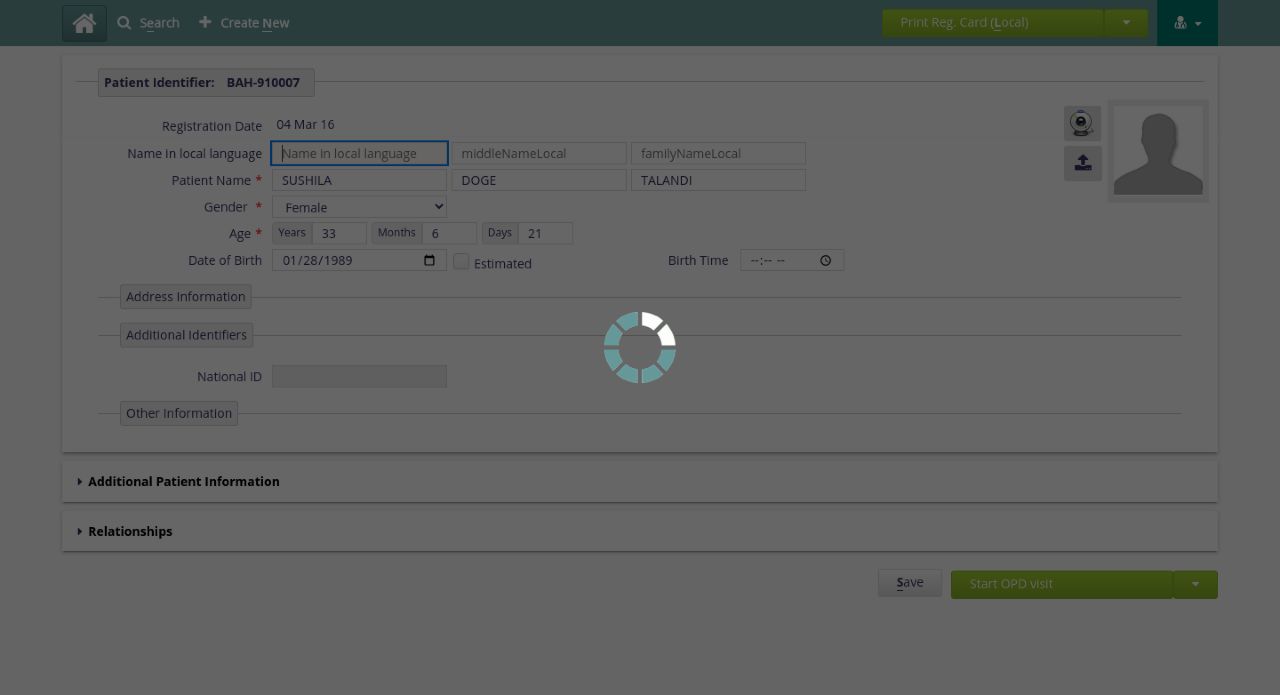 Search Create New Print Reg. Card (Local)
Patient Identifier: BAH-910007
Registration Date 04 Mar 16
Name in local language Name in local language middleNameLocal familyNameLocal
Patient Name * SUSHILA DOGE TALANDI
Gender * Female
Age * Years 33 Months 6 Days 21
Date of Birth 01/28/1989 Estimated Birth Time --:-- --
Address Information
Additional Identifiers
National ID
Other Information
Additional Patient Information
Relationships
Save Start OPD visit